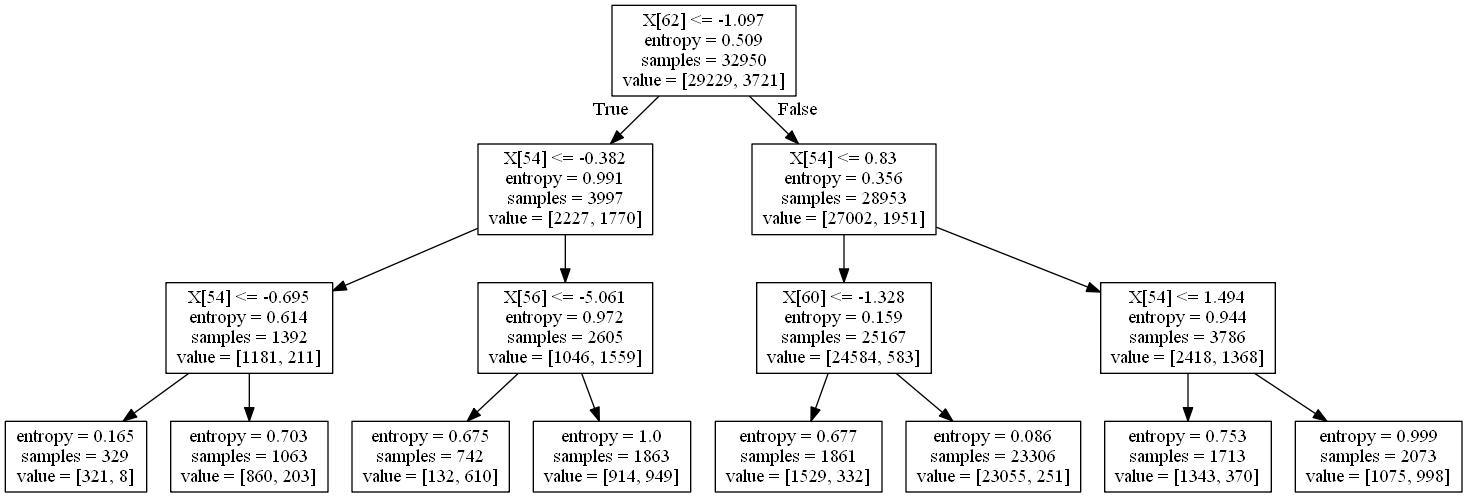 X[62] <= -1.097
entropy = 0.509
samples = 32950
value = [29229, 3721]
True
False
X[54] <= -0.382
entropy = 0.991
samples = 3997
value = [2227, 1770]
X[54] <= 0.83
entropy = 0.356
samples = 28953
value = [27002, 1951]
X[54] <= -0.695
entropy = 0.614
samples = 1392
value = [1181, 211]
X[56] <= -5.061
entropy = 0.972
samples = 2605
value = [1046, 1559]
X[60] <= -1.328
entropy = 0.159
samples = 25167
value = [24584, 583]
X[54] <= 1.494
entropy = 0.944
samples = 3786
value = [2418, 1368]
entropy = 0.165
samples = 329
value = [321, 8]
entropy = 0.703
samples = 1063
value = [860, 203]
entropy = 0.675
samples = 742
value = [132, 610]
entropy = 1.0
samples = 1863
value = [914, 949]
entropy = 0.677
samples = 1861
value = [1529, 332]
entropy = 0.086
samples = 23306
value = [23055, 251]
entropy = 0.753
samples = 1713
value = [1343, 370]
entropy = 0.999
samples = 2073
value = [1075, 998]